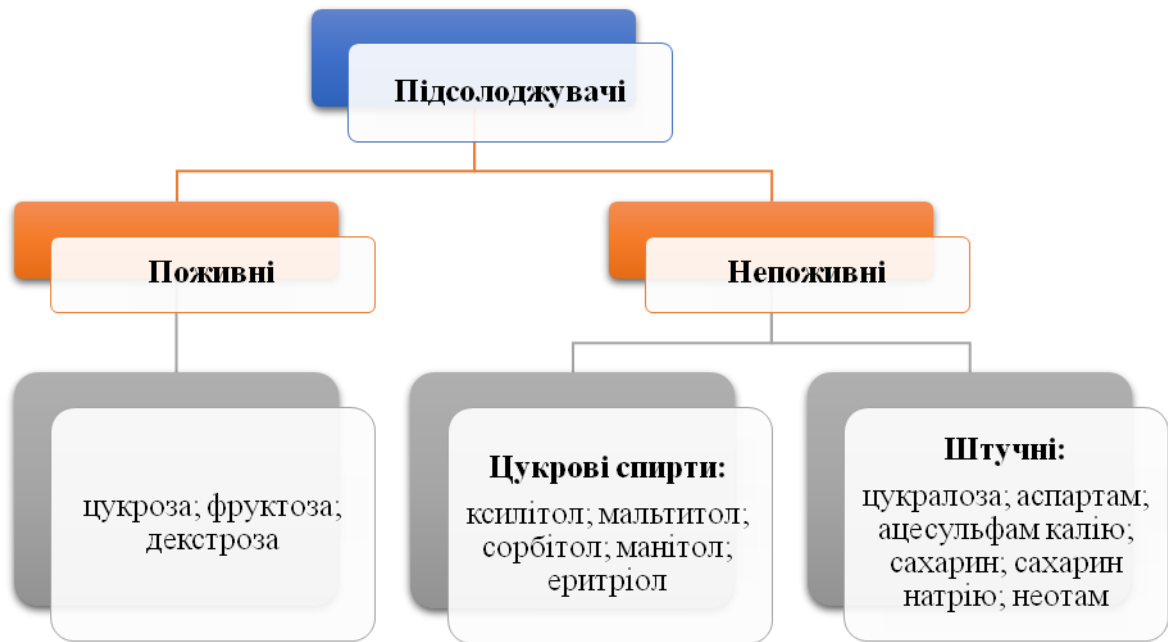 Підсолоджувачі
Поживні
Непоживні
цукроза; фруктоза;
декстроза
Цукрові спирти:
ксилітол; мальтитол;
сорбітол; манітол;
еритріол
Штучні:
цукралоза; аспартам;
ацесульфам калію;
сахарин; сахарин
натрію; неотам